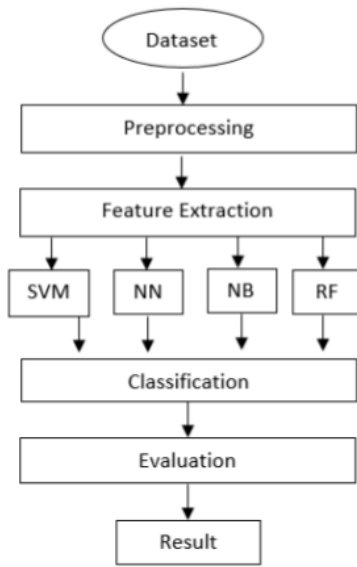 Dataset
Preprocessing
Feature Extraction
SVM NN NB RF
Classification
Evaluation
Result